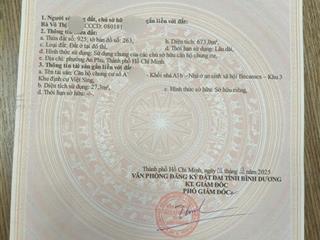 1. Người sử dụng đất, chủ sở hữu gắn liền với đất:
Bà Võ Thị CCCD: 080181
2. Thông tin thửa đất:
a. Thửa đất số: 925; tờ bản đồ số: 263, b. Diện tích: 673,8m²,
c. Loại đất: Đất ở tại đô thị, d. Thời hạn sử dụng: Lâu dài,
đ. Hình thức sử dụng: Sử dụng chung của các chủ sở hữu căn hộ chung cư,
e. Địa chỉ: phường An Phú, Thành phố Hồ Chí Minh.
3. Thông tin tài sản gắn liền với đất:
a. Tên tài sản: Căn hộ chung cư số A - Khối nhà A1b - Nhà ở an sinh xã hội Becamex - Khu 3
Khu định cư Việt Sing,
b. Diện tích sử dụng: 27,3m², c. Hình thức sở hữu: Sở hữu riêng,
d. Thời hạn sở hữu: -/-.
Thành phố Hồ Chí Minh, ngày tháng năm 2025
VĂN PHÒNG ĐĂNG KÝ ĐẤT ĐAI TỈNH BÌNH DƯƠNG
KT. GIÁM ĐỐC
PHÓ GIÁM ĐỐC